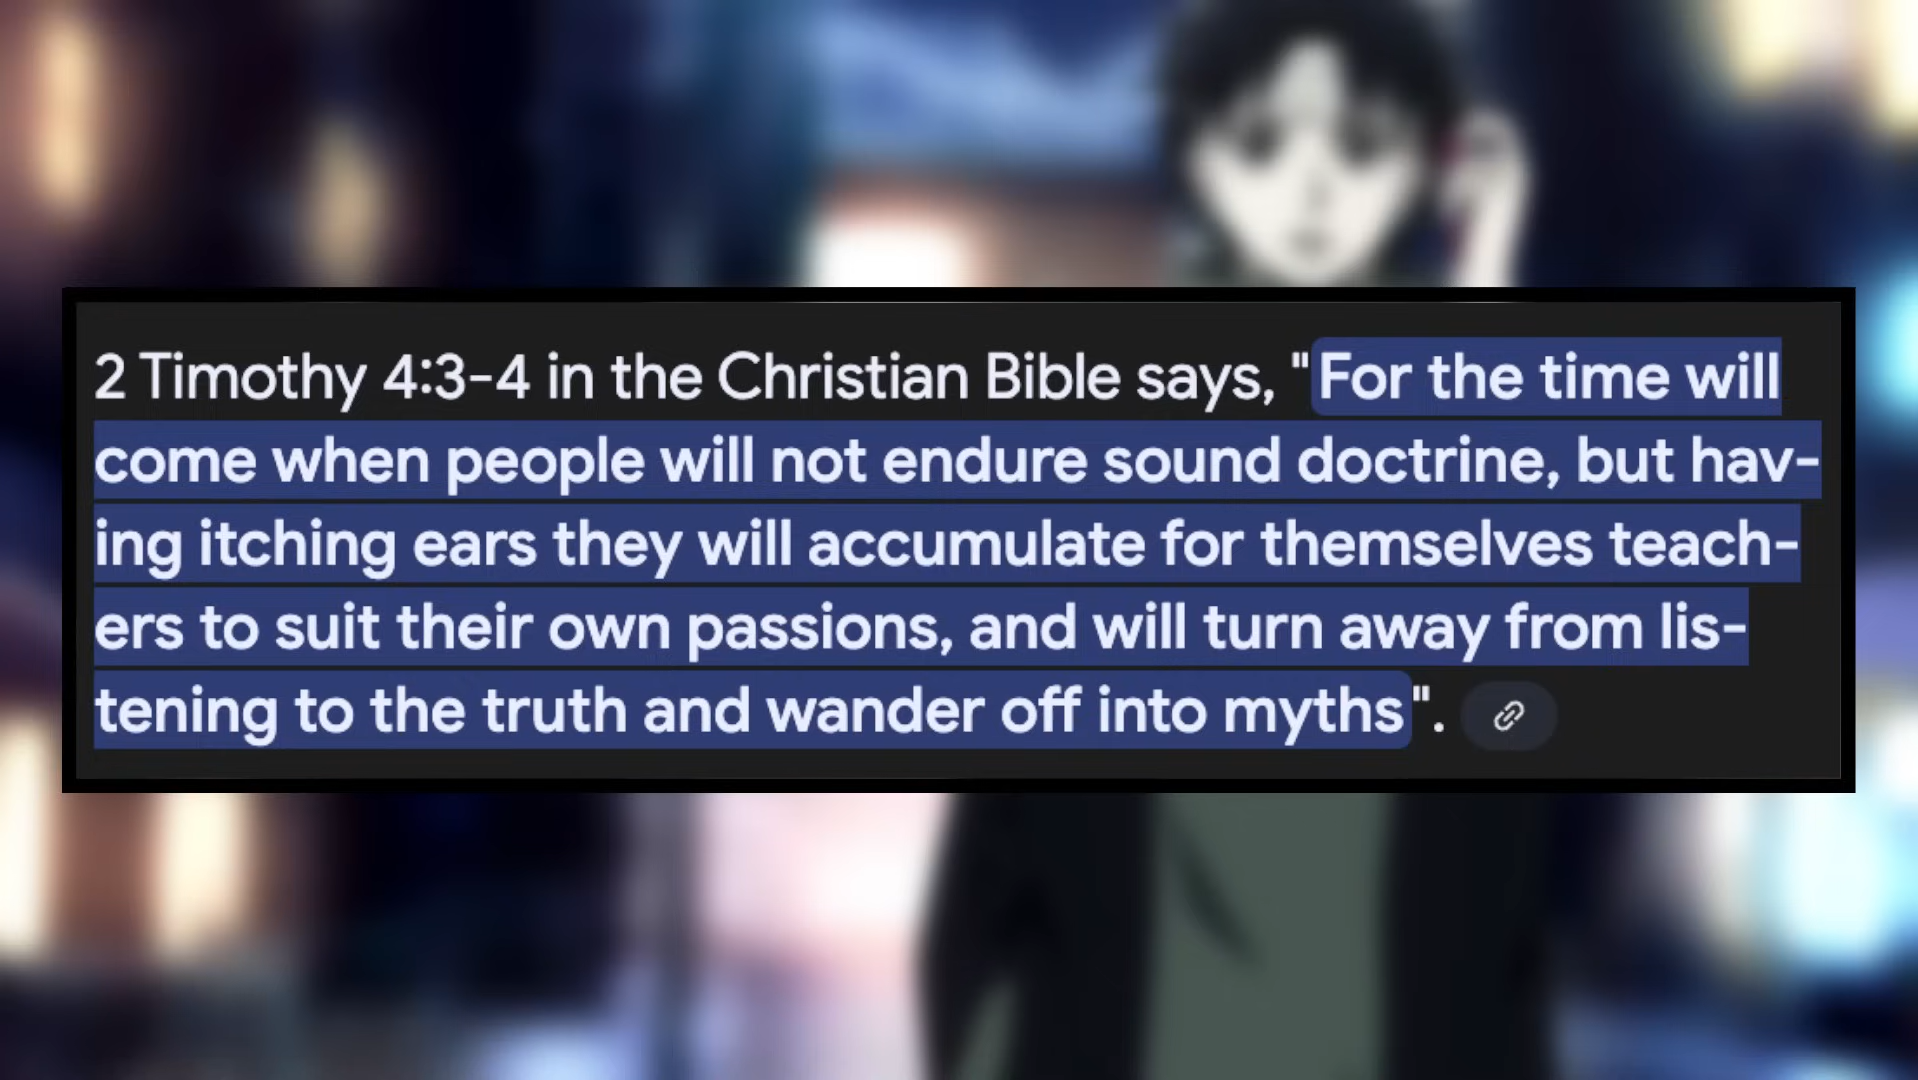 2 Timothy 4:3-4 in the Christian Bible says, "For the time will
come when people will not endure sound doctrine, but hav-
ing itching ears they will accumulate for themselves teach-
ers to suit their own passions, and will turn away from lis-
tening to the truth and wander off into myths".